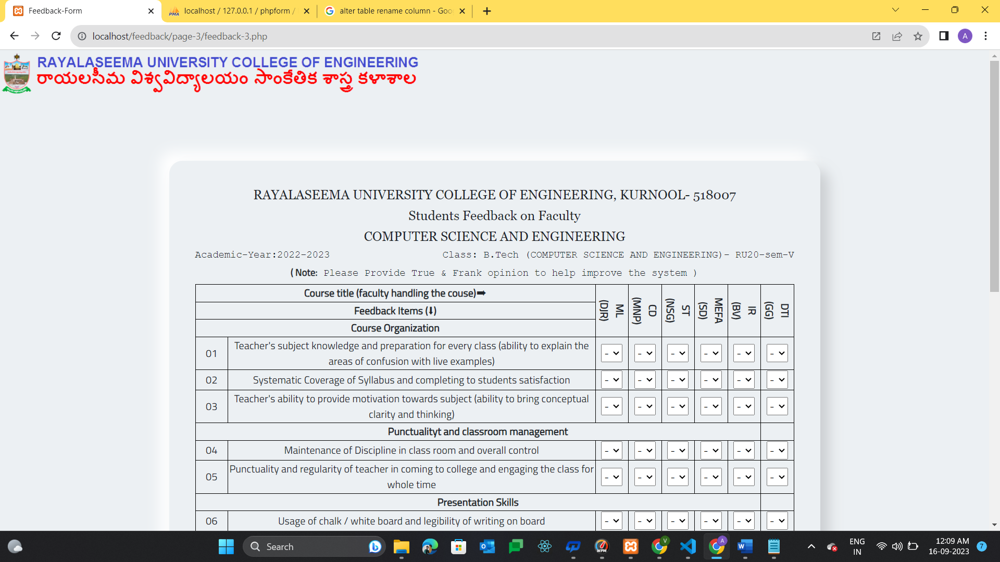 Feedback-Form
localhost / 127.0.0.1 / phpform /
alter table rename column - Goo
localhost/feedback/page-3/feedback-3.php
A
RAYALASEEMA UNIVERSITY COLLEGE OF ENGINEERING
రాయలసీమ విశ్వవిద్యాలయం సాంకేతిక శాస్త్ర కళాశాల
RAYALASEEMA UNIVERSITY COLLEGE OF ENGINEERING, KURNOOL- 518007
Students Feedback on Faculty
COMPUTER SCIENCE AND ENGINEERING
Academic-Year:2022-2023 Class: B.Tech (COMPUTER SCIENCE AND ENGINEERING)- RU20-sem-V
( Note: Please Provide True & Frank opinion to help improve the system )
Course title (faculty handling the couse)➡
Feedback Items (⬇)
Course Organization
ML (DJR)
CD (MNP)
ST (NSG)
MEFA (SD)
IR (BV)
DTI (GG)
01 Teacher's subject knowledge and preparation for every class (ability to explain the
areas of confusion with live examples) - - - - - -
02 Systematic Coverage of Syllabus and completing to students satisfaction - - - - - -
03 Teacher's ability to provide motivation towards subject (ability to bring conceptual
clarity and thinking) - - - - - -
Punctualityt and classroom management
04 Maintenance of Discipline in class room and overall control - - - - - -
05 Punctuality and regularity of teacher in coming to college and engaging the class for
whole time - - - - - -
Presentation Skills
06 Usage of chalk / white board and legibility of writing on board - - - - - -
Search
ENG
IN
12:09 AM
16-09-2023
7